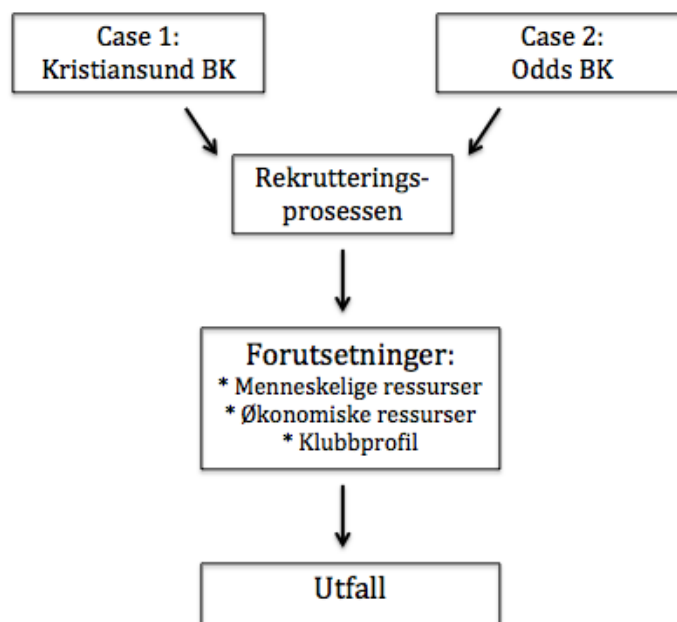 Case 1:
Kristiansund BK
Case 2:
Odds BK
Rekrutterings-
prosessen
Forutsetninger:
* Menneskelige ressurser
* Økonomiske ressurser
* Klubbprofil
Utfall